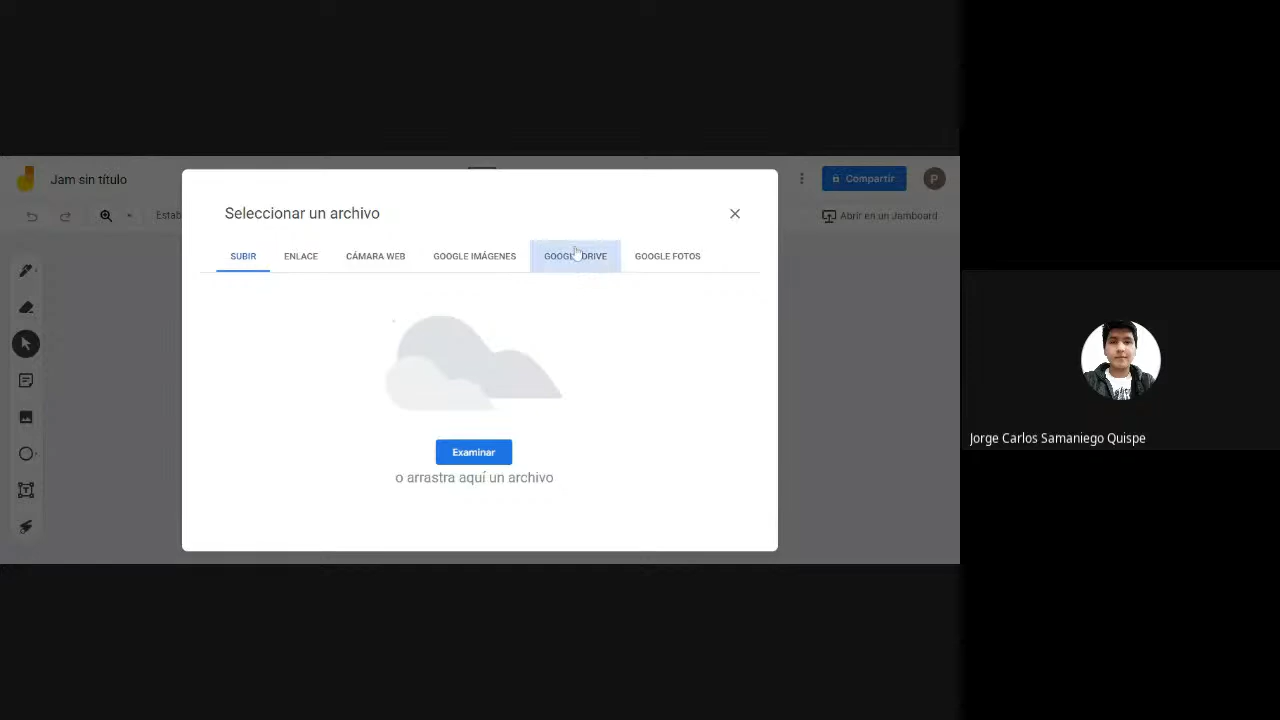 Jam sin título
Compartir
P
Estab
Abrir en un Jamboard
Seleccionar un archivo
SUBIR
ENLACE
CÁMARA WEB
GOOGLE IMÁGENES
GOOGLE DRIVE
GOOGLE FOTOS
Examinar
o arrastra aquí un archivo
Jorge Carlos Samaniego Quispe